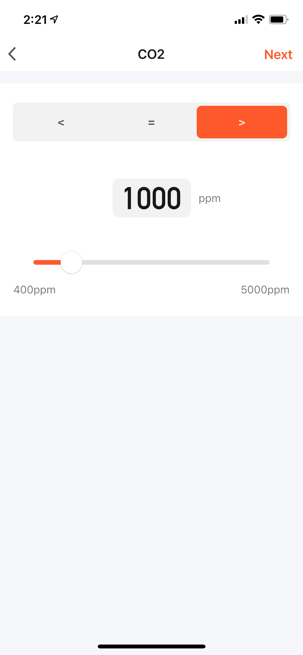 2:21
CO2 Next
< = >
1000 ppm
400ppm 5000ppm